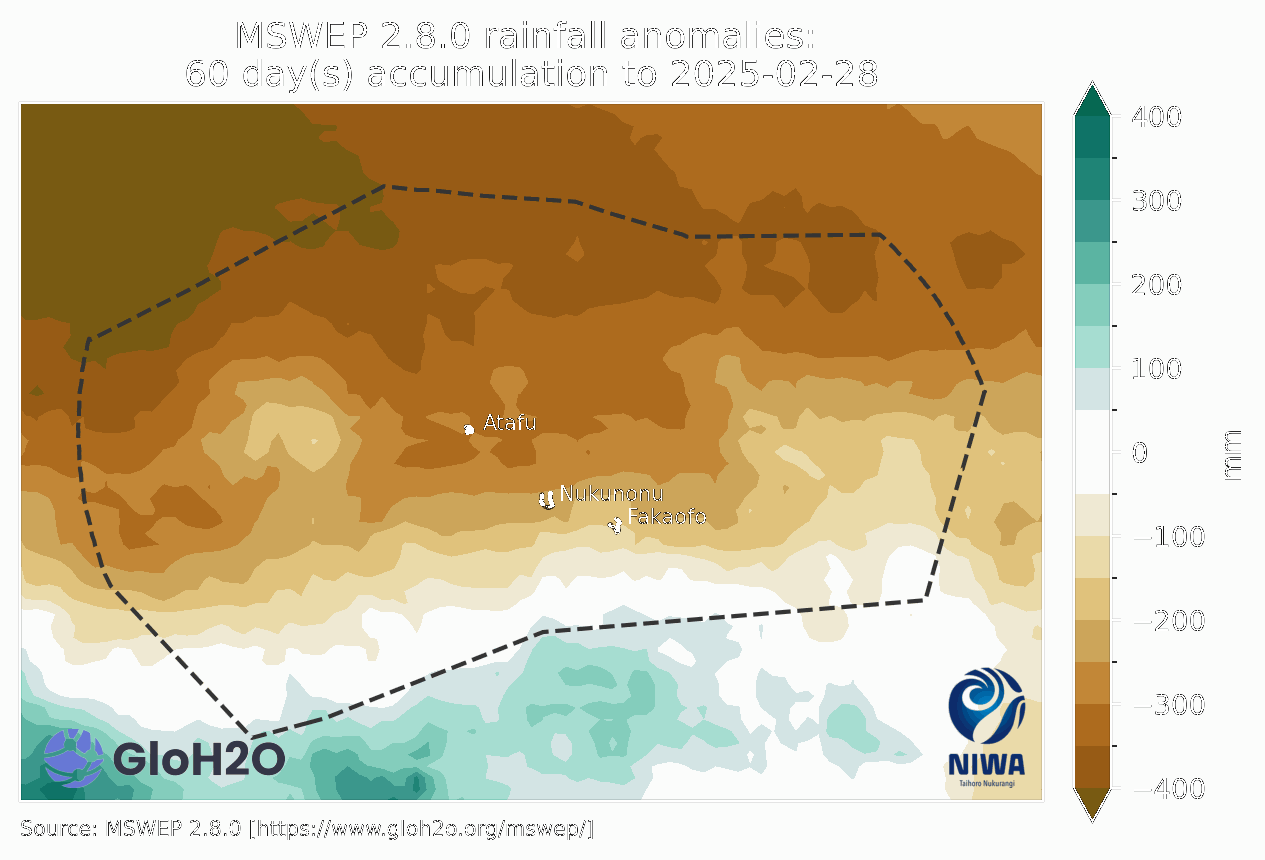 MSWEP 2.8.0 rainfall anomalies:
60 day(s) accumulation to 2025-02-28
400
300
200
100
0
−100
−200
−300
−400
mm
Atafu
Nukunonu
Fakaofo
GloH2O
NIWA
Taihoro Nukurangi
Source: MSWEP 2.8.0 [https://www.gloh2o.org/mswep/]